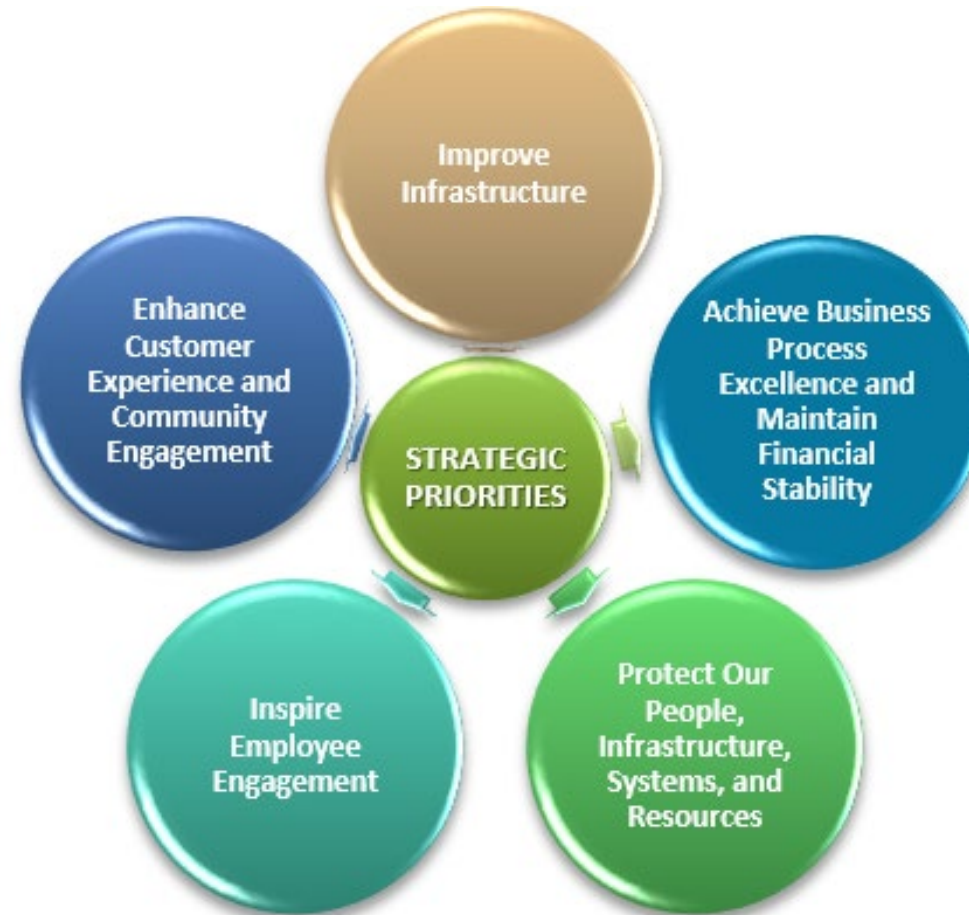 Improve
Infrastructure
Enhance
Customer
Experience and
Community
Engagement
STRATEGIC
PRIORITIES
Achieve Business
Process
Excellence and
Maintain
Financial
Stability
Inspire
Employee
Engagement
Protect Our
People,
Infrastructure,
Systems, and
Resources